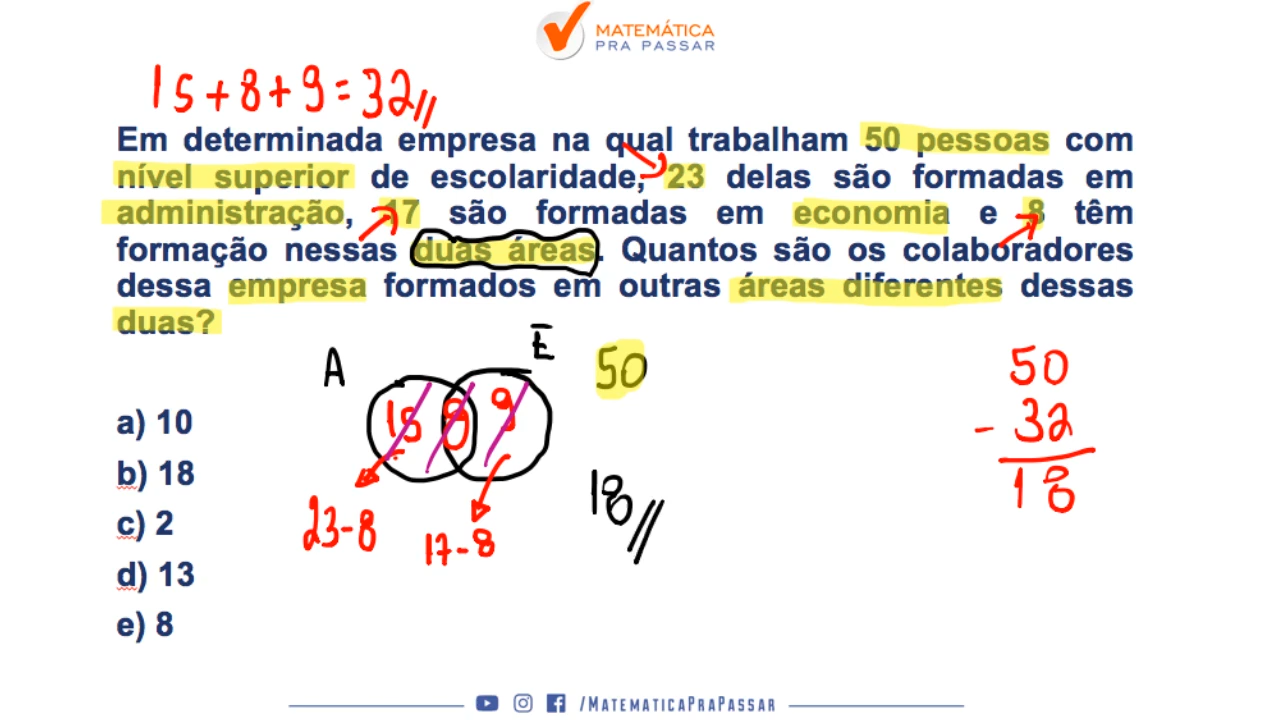 MATEMÁTICA
PRA PASSAR
15+8+9=32//
Em determinada empresa na qual trabalham 50 pessoas com
nível superior de escolaridade, 23 delas são formadas em
administração, 17 são formadas em economia e 8 têm
formação nessas duas áreas. Quantos são os colaboradores
dessa empresa formados em outras áreas diferentes dessas
duas?
A
E
50
15 8 9
23-8
17-8
18//
50
- 32
18
a) 10
b) 18
c) 2
d) 13
e) 8
/MATEMATICAPRAPASSAR